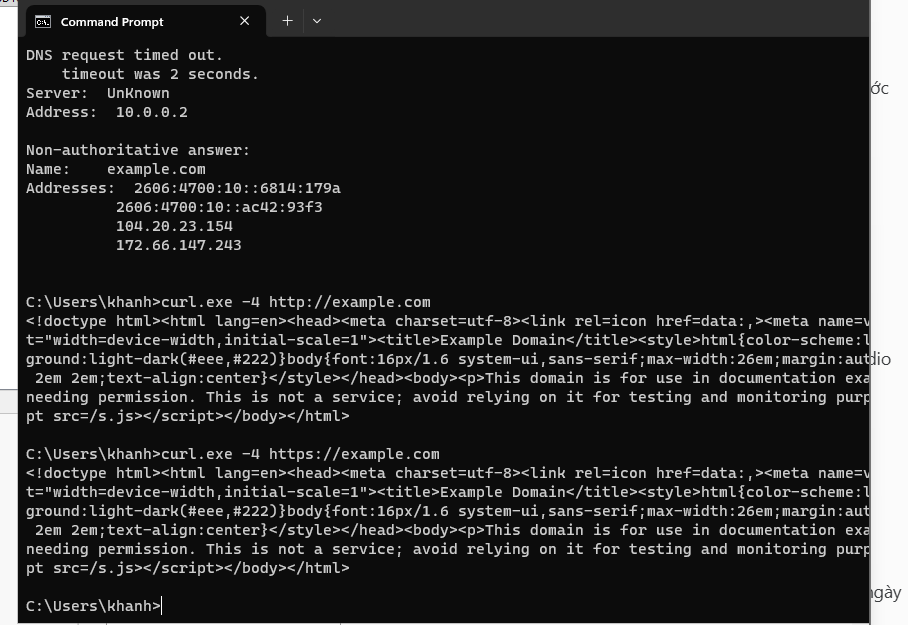 Command Prompt
DNS request timed out.
    timeout was 2 seconds.
Server:  UnKnown
Address:  10.0.0.2

Non-authoritative answer:
Name:    example.com
Addresses:  2606:4700:10::6814:179a
          2606:4700:10::ac42:93f3
          104.20.23.154
          172.66.147.243

C:\Users\khanh>curl.exe -4 http://example.com
<!doctype html><html lang=en><head><meta charset=utf-8><link rel=icon href=data:,><meta name=v
t="width=device-width,initial-scale=1"><title>Example Domain</title><style>html{color-scheme:l
ground:light-dark(#eee,#222)}body{font:16px/1.6 system-ui,sans-serif;max-width:26em;margin:aut
 2em 2em;text-align:center}</style></head><body><p>This domain is for use in documentation exa
needing permission. This is not a service; avoid relying on it for testing and monitoring purp
pt src=/s.js></script></body></html>

C:\Users\khanh>curl.exe -4 https://example.com
<!doctype html><html lang=en><head><meta charset=utf-8><link rel=icon href=data:,><meta name=v
t="width=device-width,initial-scale=1"><title>Example Domain</title><style>html{color-scheme:l
ground:light-dark(#eee,#222)}body{font:16px/1.6 system-ui,sans-serif;max-width:26em;margin:aut
 2em 2em;text-align:center}</style></head><body><p>This domain is for use in documentation exa
needing permission. This is not a service; avoid relying on it for testing and monitoring purp
pt src=/s.js></script></body></html>

C:\Users\khanh>
ớc
dio
ngày